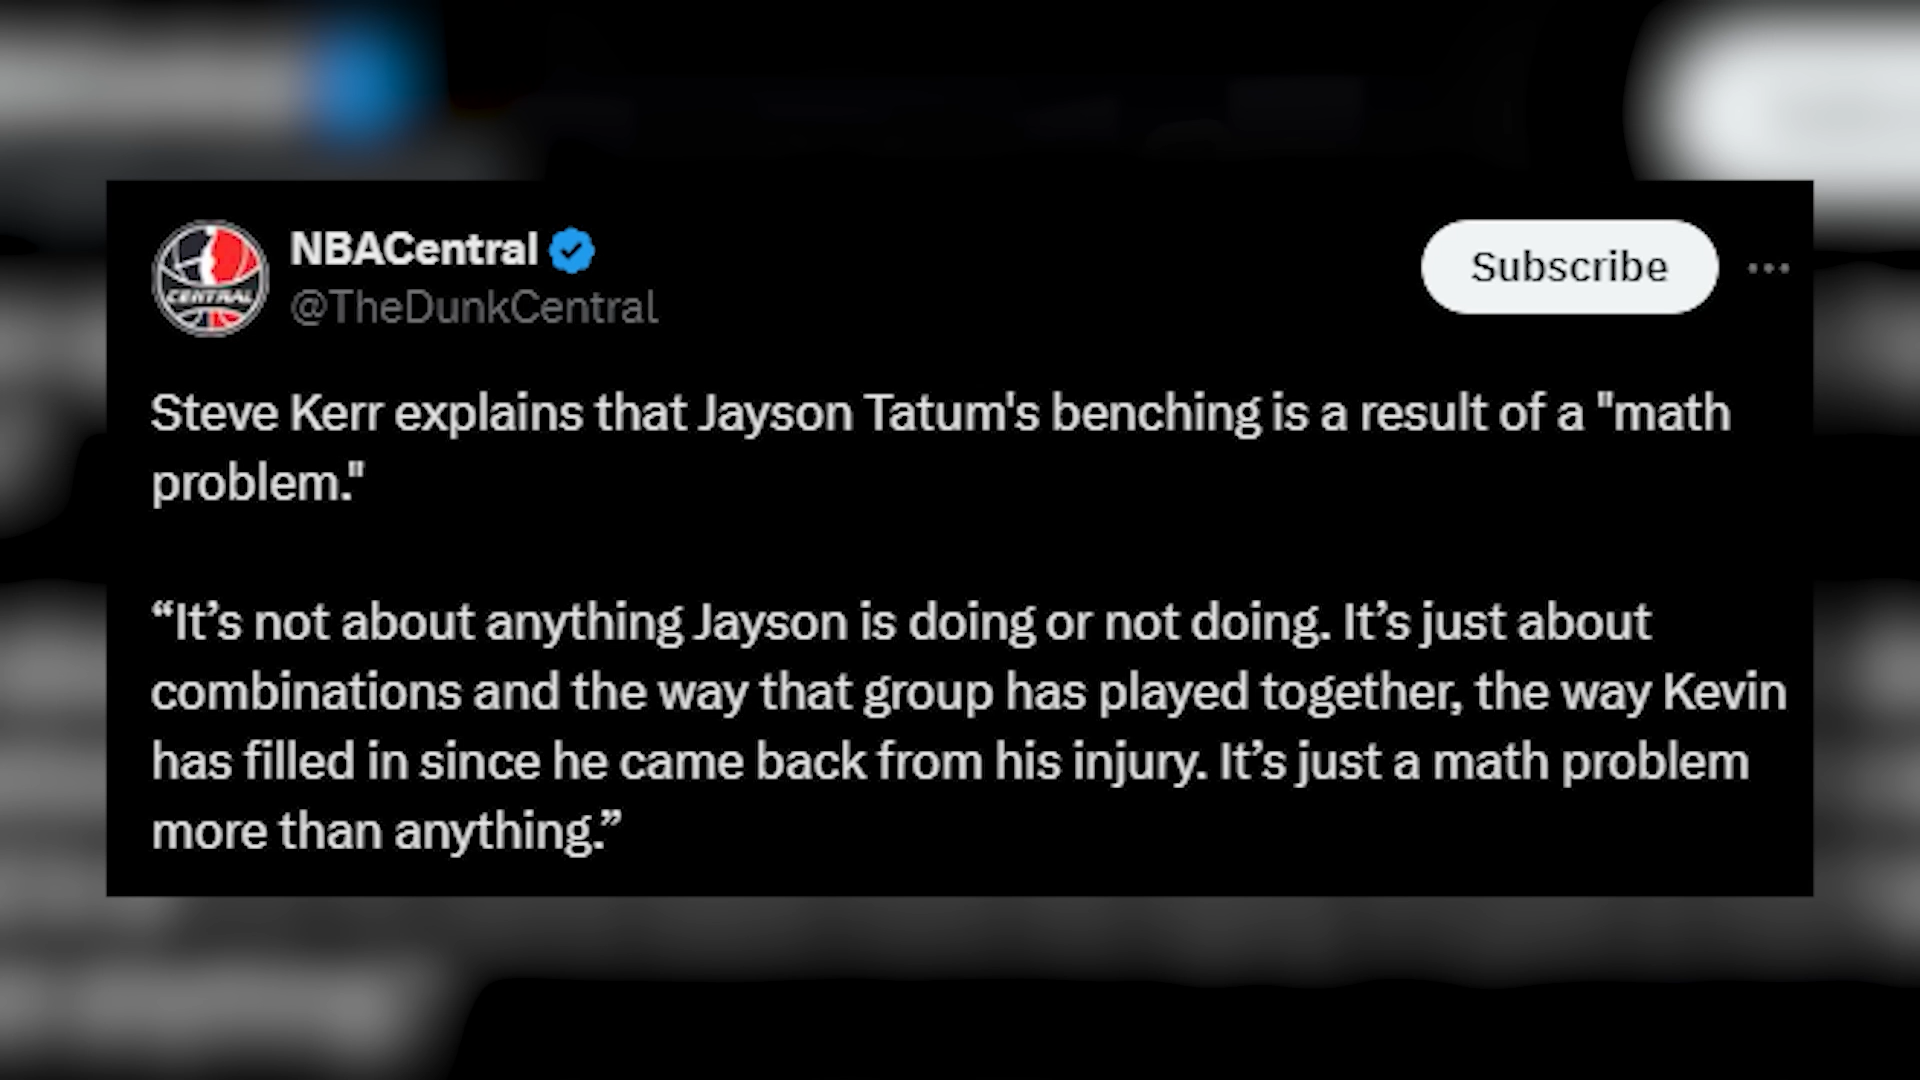 NBACentral
@TheDunkCentral
CENTRAL
Subscribe
Steve Kerr explains that Jayson Tatum's benching is a result of a "math
problem."
“It’s not about anything Jayson is doing or not doing. It’s just about
combinations and the way that group has played together, the way Kevin
has filled in since he came back from his injury. It’s just a math problem
more than anything.”